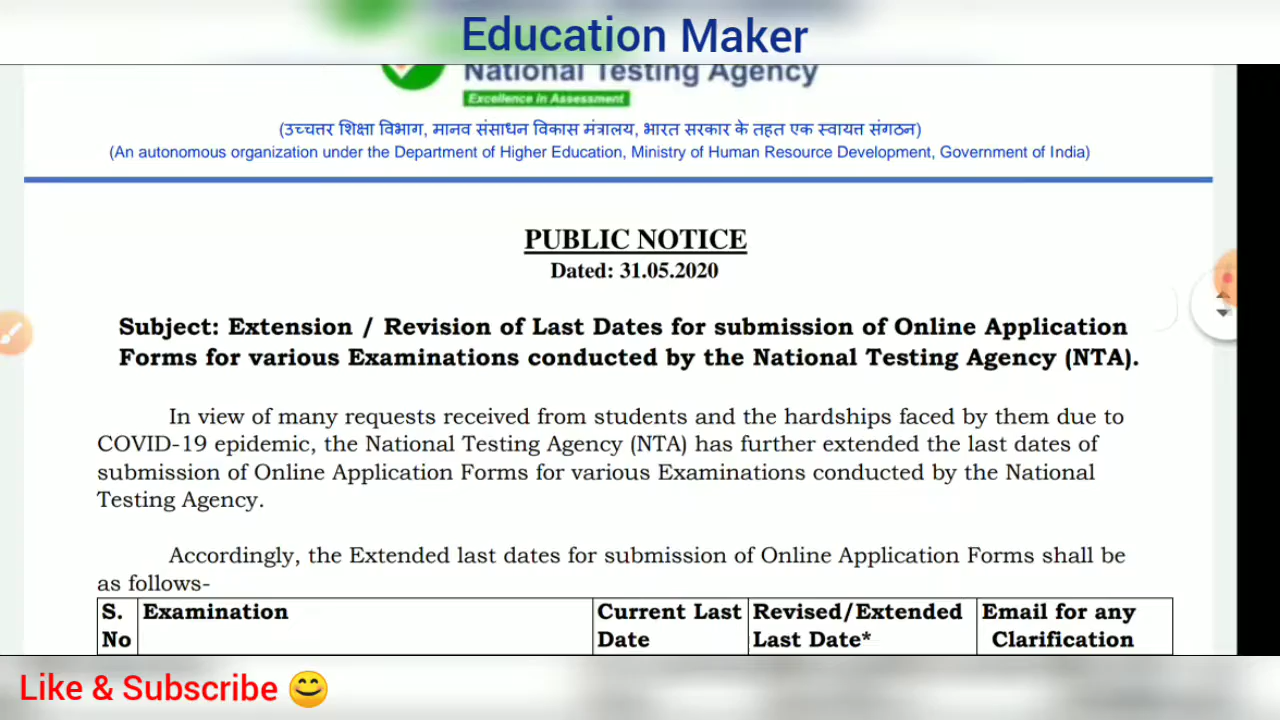 Education Maker
National Testing Agency
Excellence in Assessment
(उच्चत्तर शिक्षा विभाग, मानव संसाधन विकास मंत्रालय, भारत सरकार के तहत एक स्वायत्त संगठन)
(An autonomous organization under the Department of Higher Education, Ministry of Human Resource Development, Government of India)
PUBLIC NOTICE
Dated: 31.05.2020
Subject: Extension / Revision of Last Dates for submission of Online Application
Forms for various Examinations conducted by the National Testing Agency (NTA).
In view of many requests received from students and the hardships faced by them due to
COVID-19 epidemic, the National Testing Agency (NTA) has further extended the last dates of
submission of Online Application Forms for various Examinations conducted by the National
Testing Agency.
Accordingly, the Extended last dates for submission of Online Application Forms shall be
as follows-
S. Examination Current Last Revised/Extended Email for any
No Date Last Date* Clarification
Like & Subscribe 😊